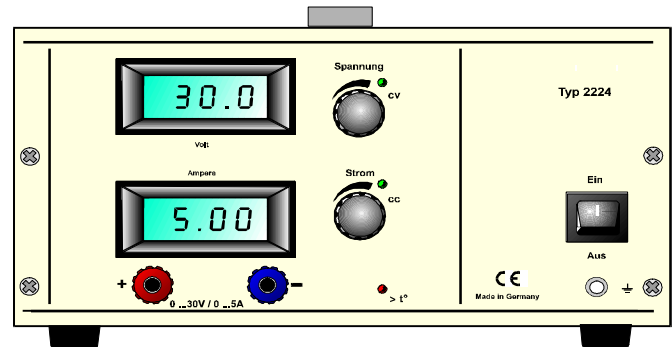 Spannung
30.0
CV
Typ 2224
Volt
Ampere
Strom
Ein
5.00
CC
Aus
+
-
0 ...30V / 0 ...5A
> t°
CE
Made in Germany